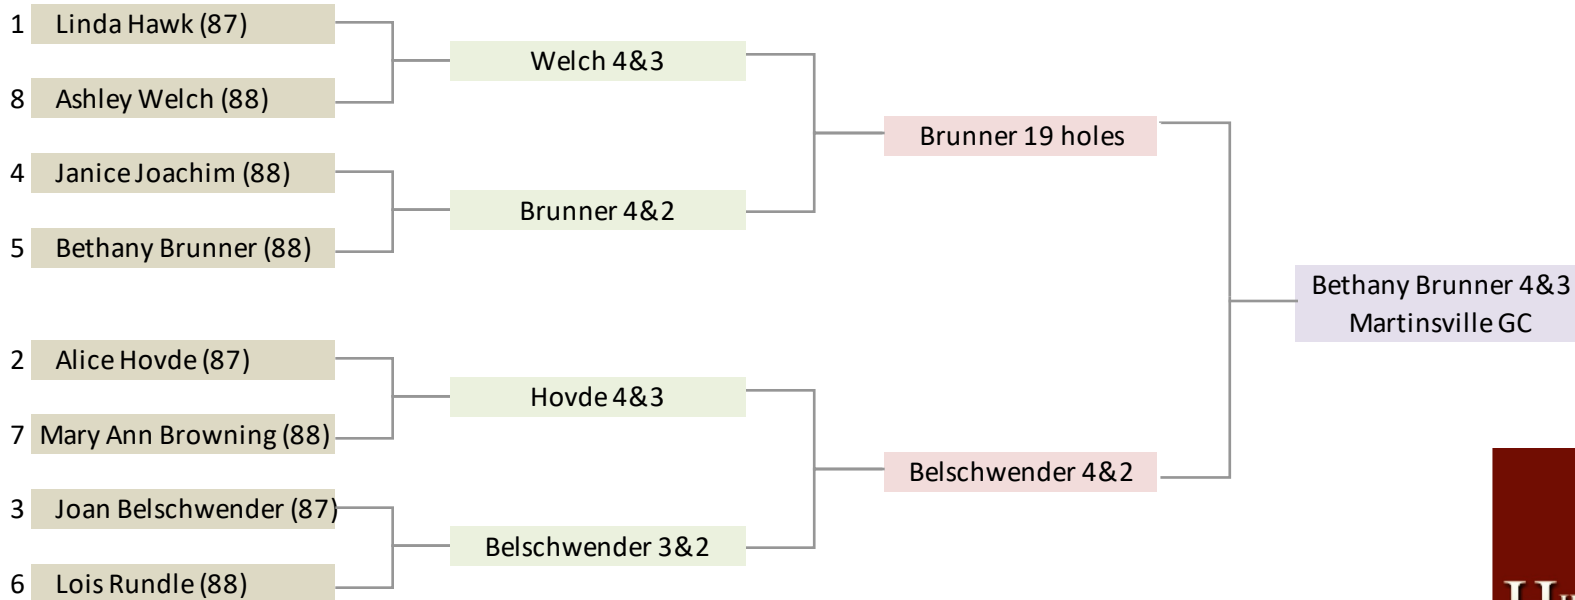 1 Linda Hawk (87)
8 Ashley Welch (88)
4 Janice Joachim (88)
5 Bethany Brunner (88)
2 Alice Hovde (87)
7 Mary Ann Browning (88)
3 Joan Belschwender (87)
6 Lois Rundle (88)
Welch 4&3
Brunner 4&2
Hovde 4&3
Belschwender 3&2
Brunner 19 holes
Belschwender 4&2
Bethany Brunner 4&3
Martinsville GC